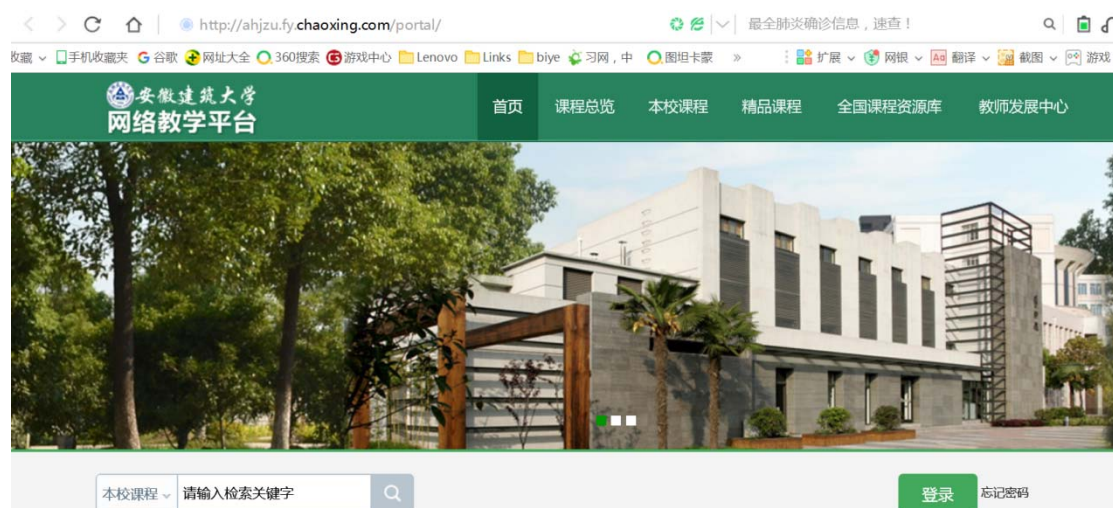 http://ahjzu.fy.chaoxing.com/portal/ 最全肺炎确诊信息，速查！
收藏 手机收藏夹 谷歌 网址大全 360搜索 游戏中心 Lenovo Links biye 习网，中 图坦卡蒙 » 扩展 网银 翻译 截图 游戏
安徽建筑大学
网络教学平台
首页 课程总览 本校课程 精品课程 全国课程资源库 教师发展中心
本校课程 请输入检索关键字 登录 忘记密码